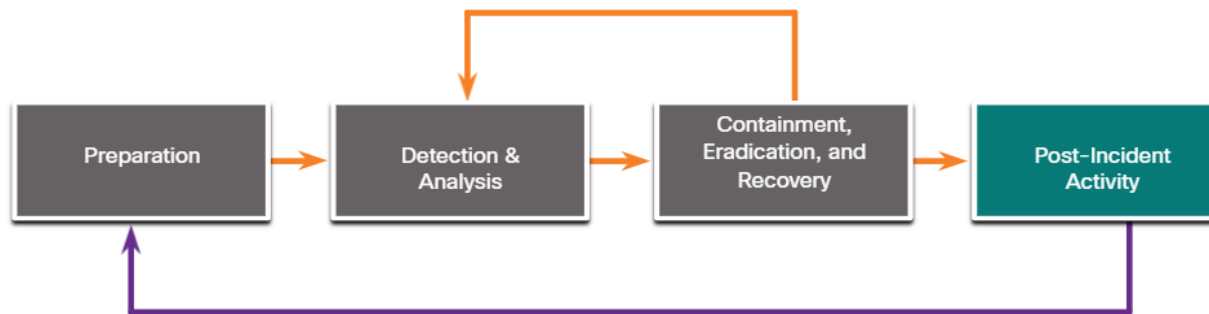 Preparation
Detection &
Analysis
Containment,
Eradication, and
Recovery
Post-Incident
Activity